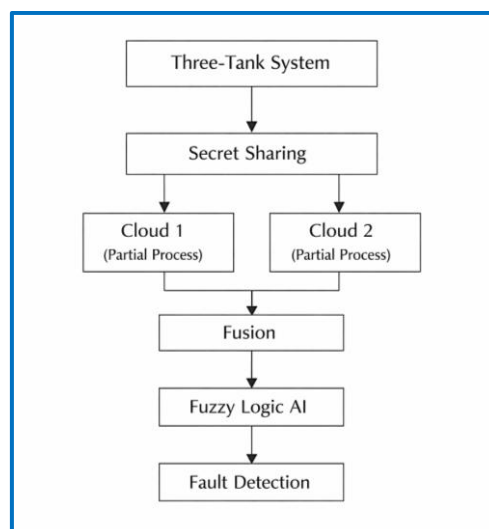 Three-Tank System
Secret Sharing
Cloud 1
(Partial Process)
Cloud 2
(Partial Process)
Fusion
Fuzzy Logic AI
Fault Detection